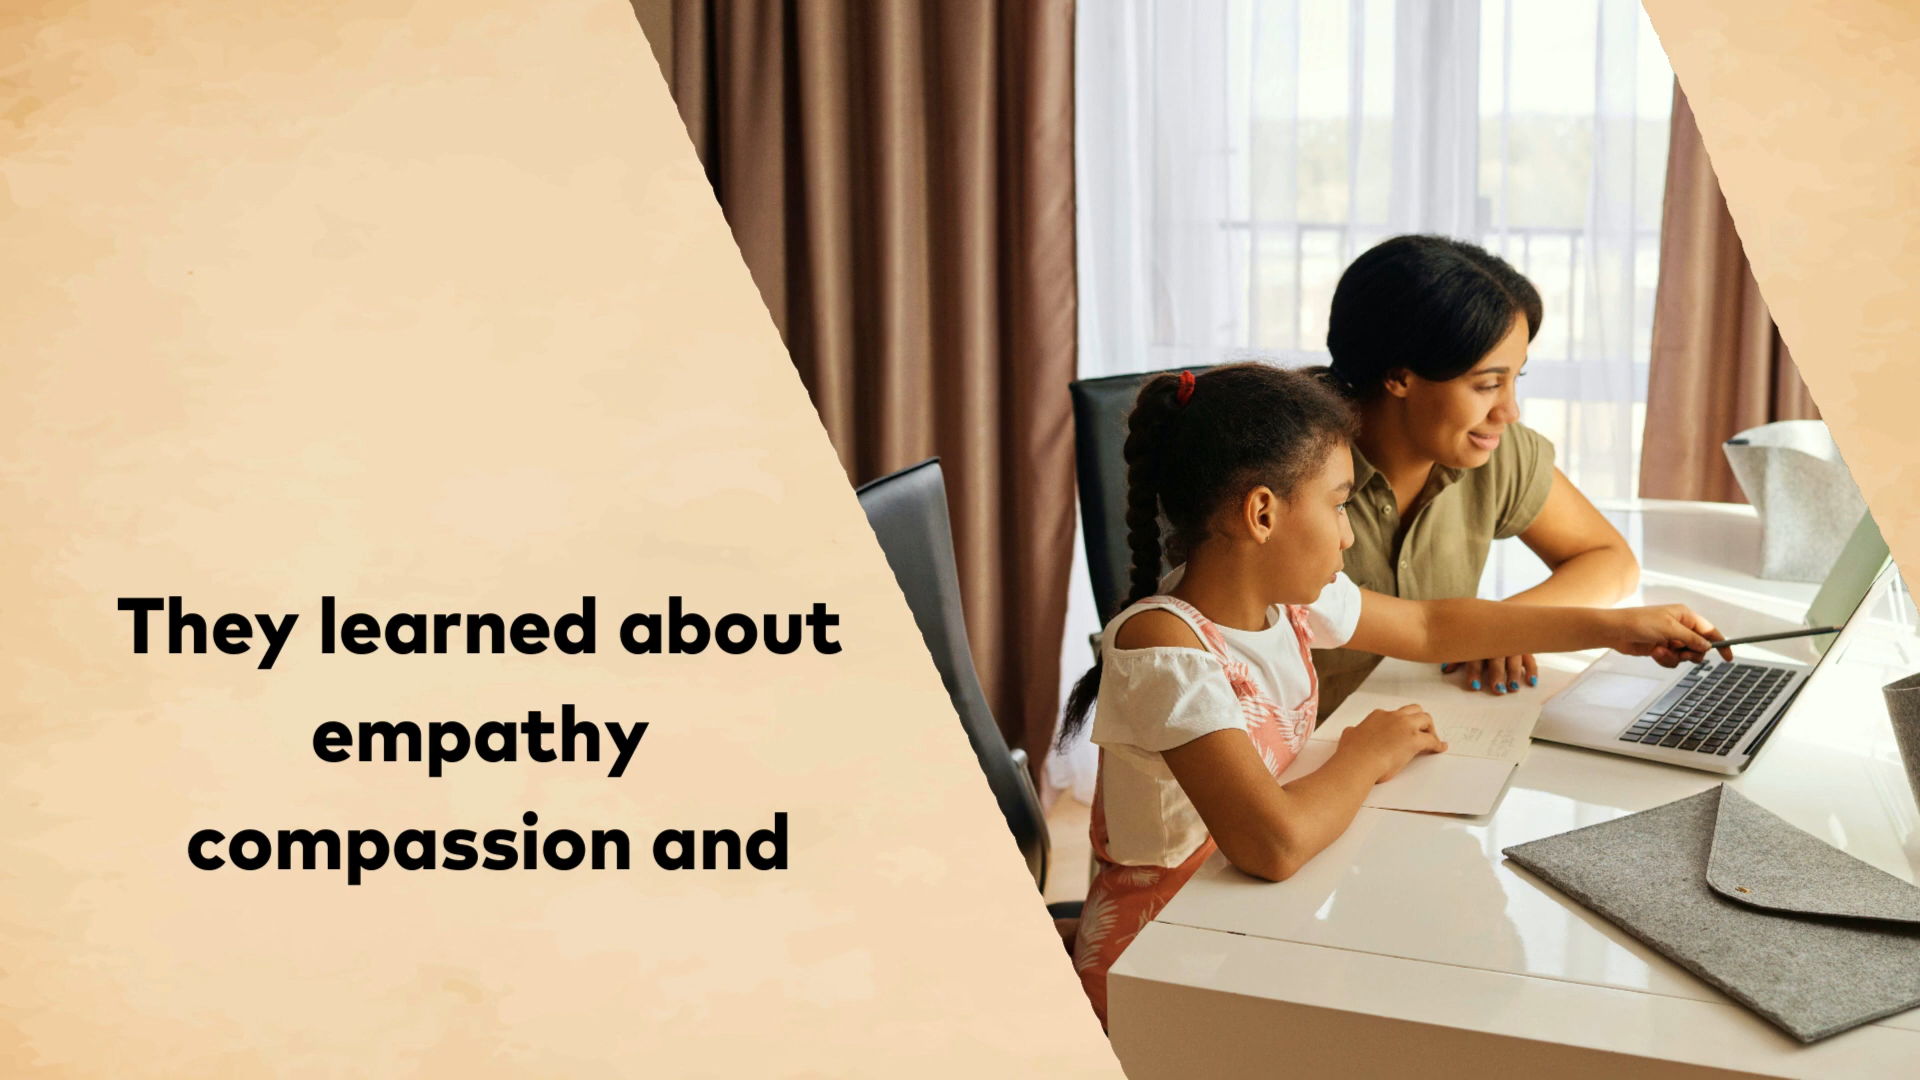 They learned about
empathy
compassion and